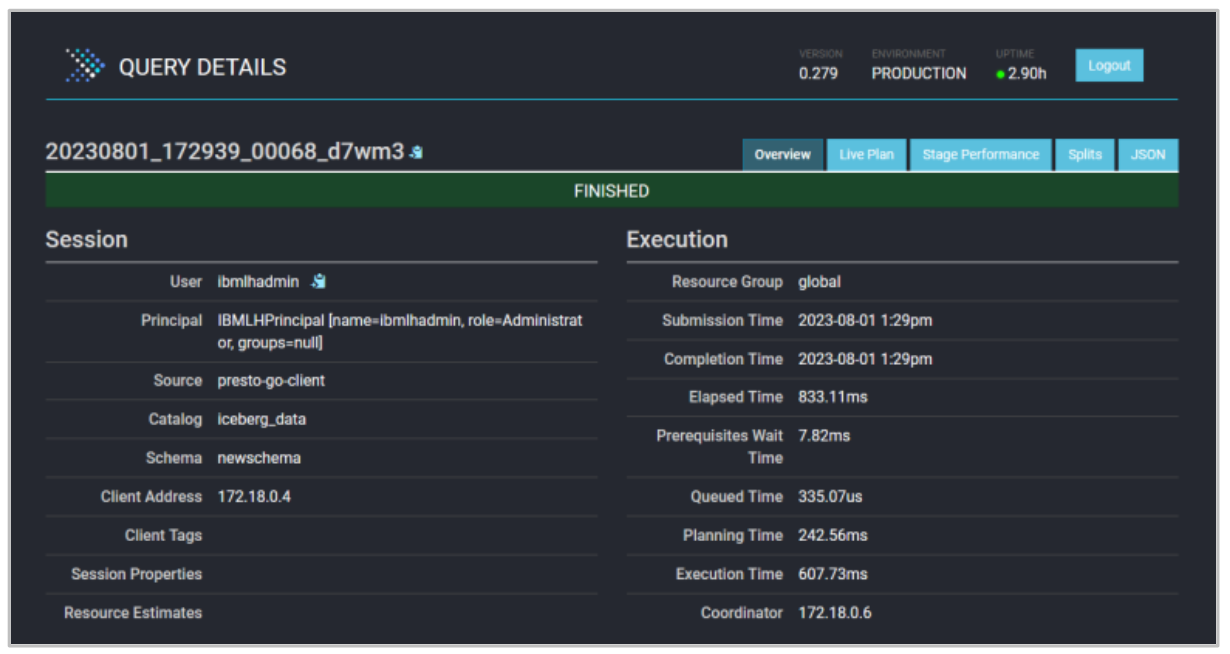 QUERY DETAILS
VERSION
0.279
ENVIRONMENT
PRODUCTION
UPTIME
2.90h
Logout
20230801_172939_00068_d7wm3
Overview
Live Plan
Stage Performance
Splits
JSON
FINISHED
Session
User ibmlhadmin
Principal IBMLHPrincipal [name=ibmlhadmin, role=Administrat
or, groups=null]
Source presto-go-client
Catalog iceberg_data
Schema newschema
Client Address 172.18.0.4
Client Tags
Session Properties
Resource Estimates
Execution
Resource Group global
Submission Time 2023-08-01 1:29pm
Completion Time 2023-08-01 1:29pm
Elapsed Time 833.11ms
Prerequisites Wait 7.82ms
Time
Queued Time 335.07us
Planning Time 242.56ms
Execution Time 607.73ms
Coordinator 172.18.0.6